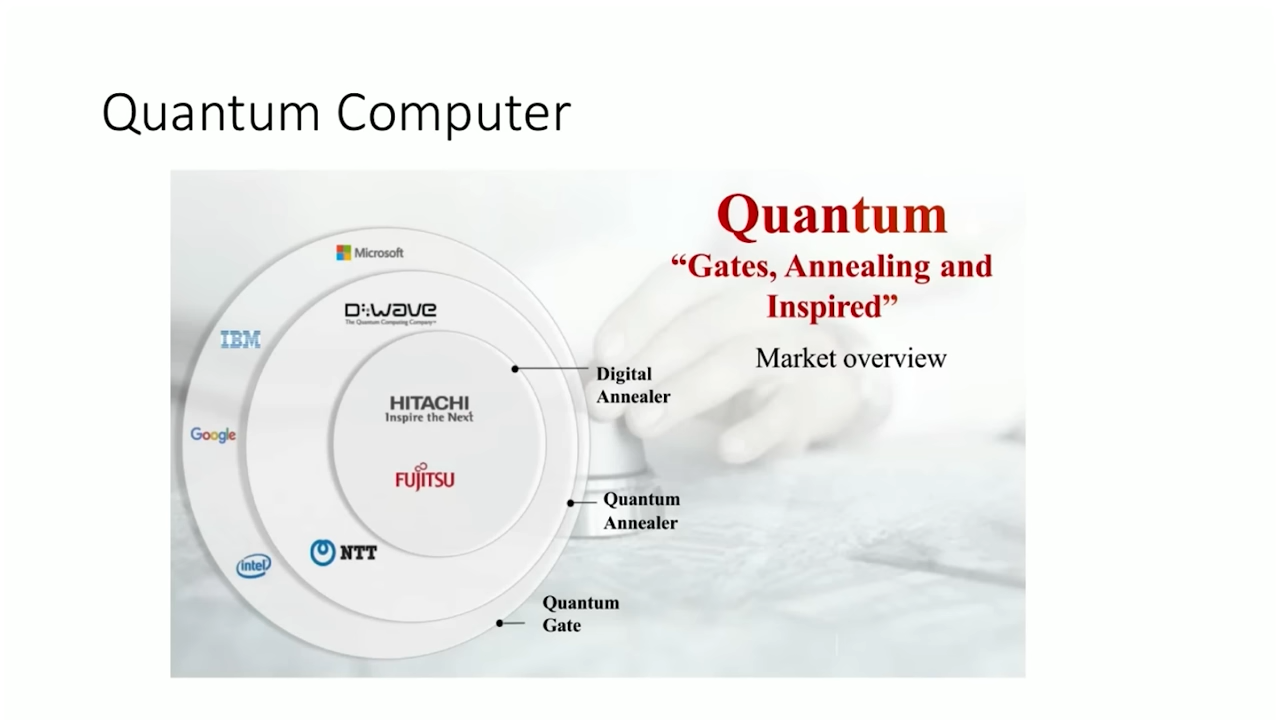 Quantum Computer
Quantum
“Gates, Annealing and
Inspired”
Market overview
Microsoft
D:wave
The Quantum Computing Company™
IBM
HITACHI
Inspire the Next
Google
FUJITSU
NTT
intel
Digital
Annealer
Quantum
Annealer
Quantum
Gate